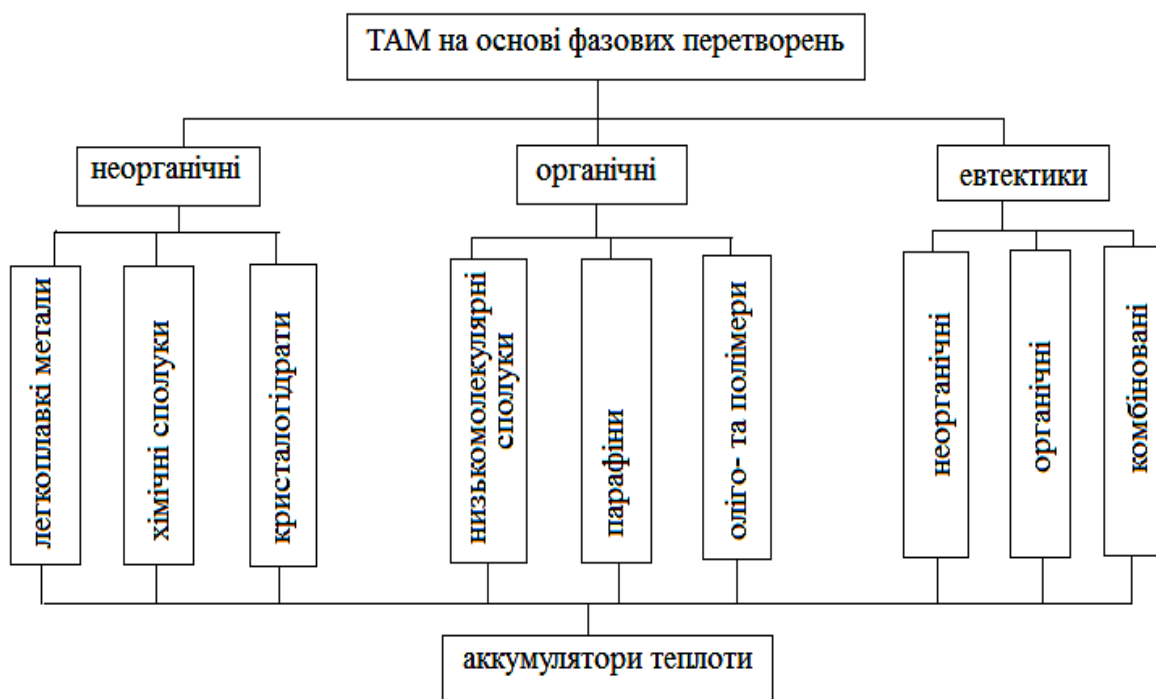 ТАМ на основі фазових перетворень
неорганічні
органічні
евтектики
легкоплавкі метали
хімічні сполуки
кристалогідрати
низькомолекулярні
сполуки
парафіни
оліго- та полімери
неорганічні
органічні
комбіновані
аккумулятори теплоти